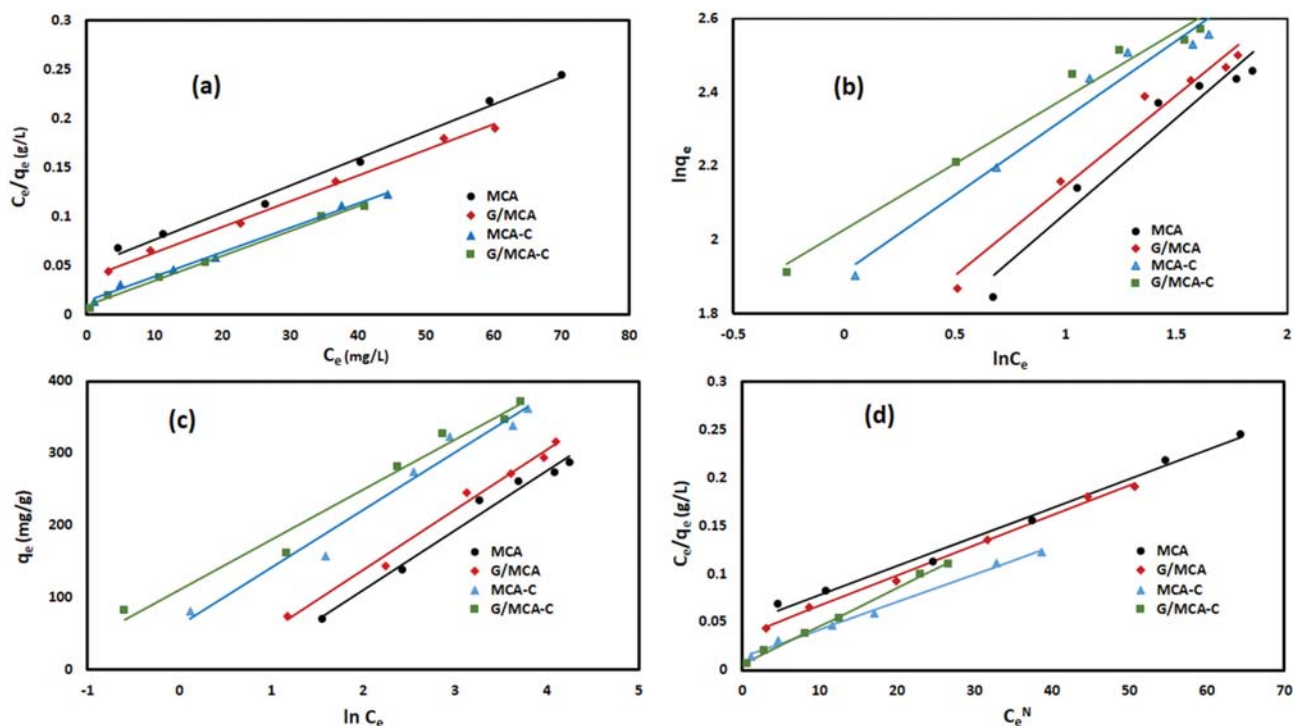 (a)
0.3
0.25
0.2
0.15
0.1
0.05
0
Ce/qe (g/L)
MCA
G/MCA
MCA-C
G/MCA-C
0 10 20 30 40 50 60 70 80
Ce (mg/L)
(b)
2.6
2.4
2.2
2
1.8
lnqe
MCA
G/MCA
MCA-C
G/MCA-C
-0.5 0 0.5 1 1.5 2
lnCe
(c)
400
300
200
100
0
qe (mg/g)
MCA
G/MCA
MCA-C
G/MCA-C
-1 0 1 2 3 4 5
ln Ce
(d)
0.3
0.25
0.2
0.15
0.1
0.05
0
Ce/qe (g/L)
MCA
G/MCA
MCA-C
G/MCA-C
0 10 20 30 40 50 60 70
CeN